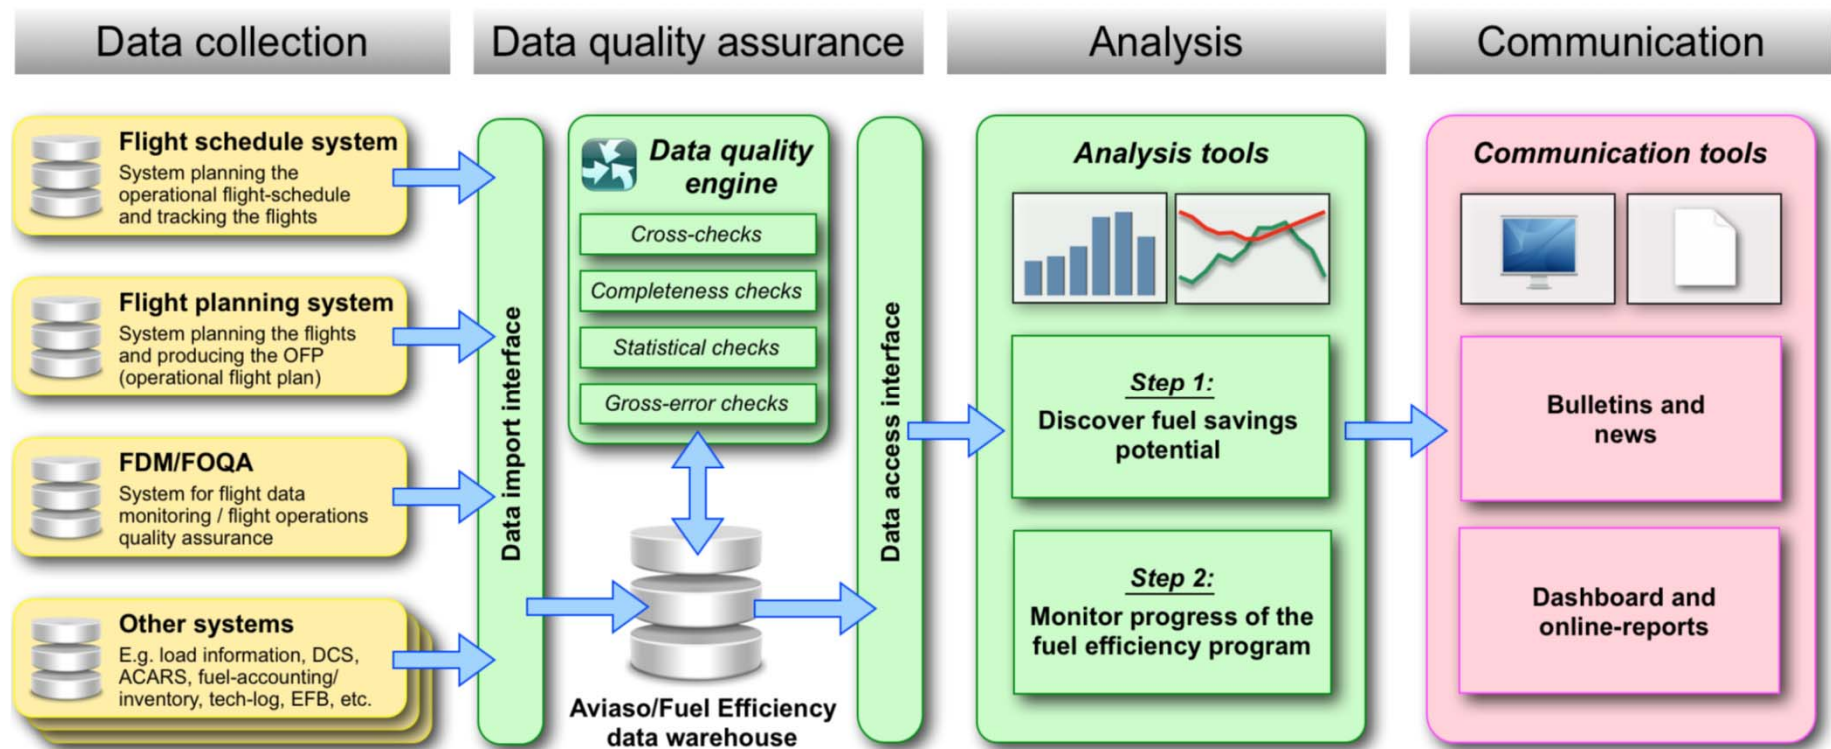 Data collection
Data quality assurance
Analysis
Communication
Flight schedule system
System planning the
operational flight-schedule
and tracking the flights
Flight planning system
System planning the flights
and producing the OFP
(operational flight plan)
FDM/FOQA
System for flight data
monitoring / flight operations
quality assurance
Other systems
E.g. load information, DCS,
ACARS, fuel-accounting/
inventory, tech-log, EFB, etc.
Data import interface
Data quality
engine
Cross-checks
Completeness checks
Statistical checks
Gross-error checks
Aviaso/Fuel Efficiency
data warehouse
Data access interface
Analysis tools
Step 1:
Discover fuel savings
potential
Step 2:
Monitor progress of the
fuel efficiency program
Communication tools
Bulletins and
news
Dashboard and
online-reports